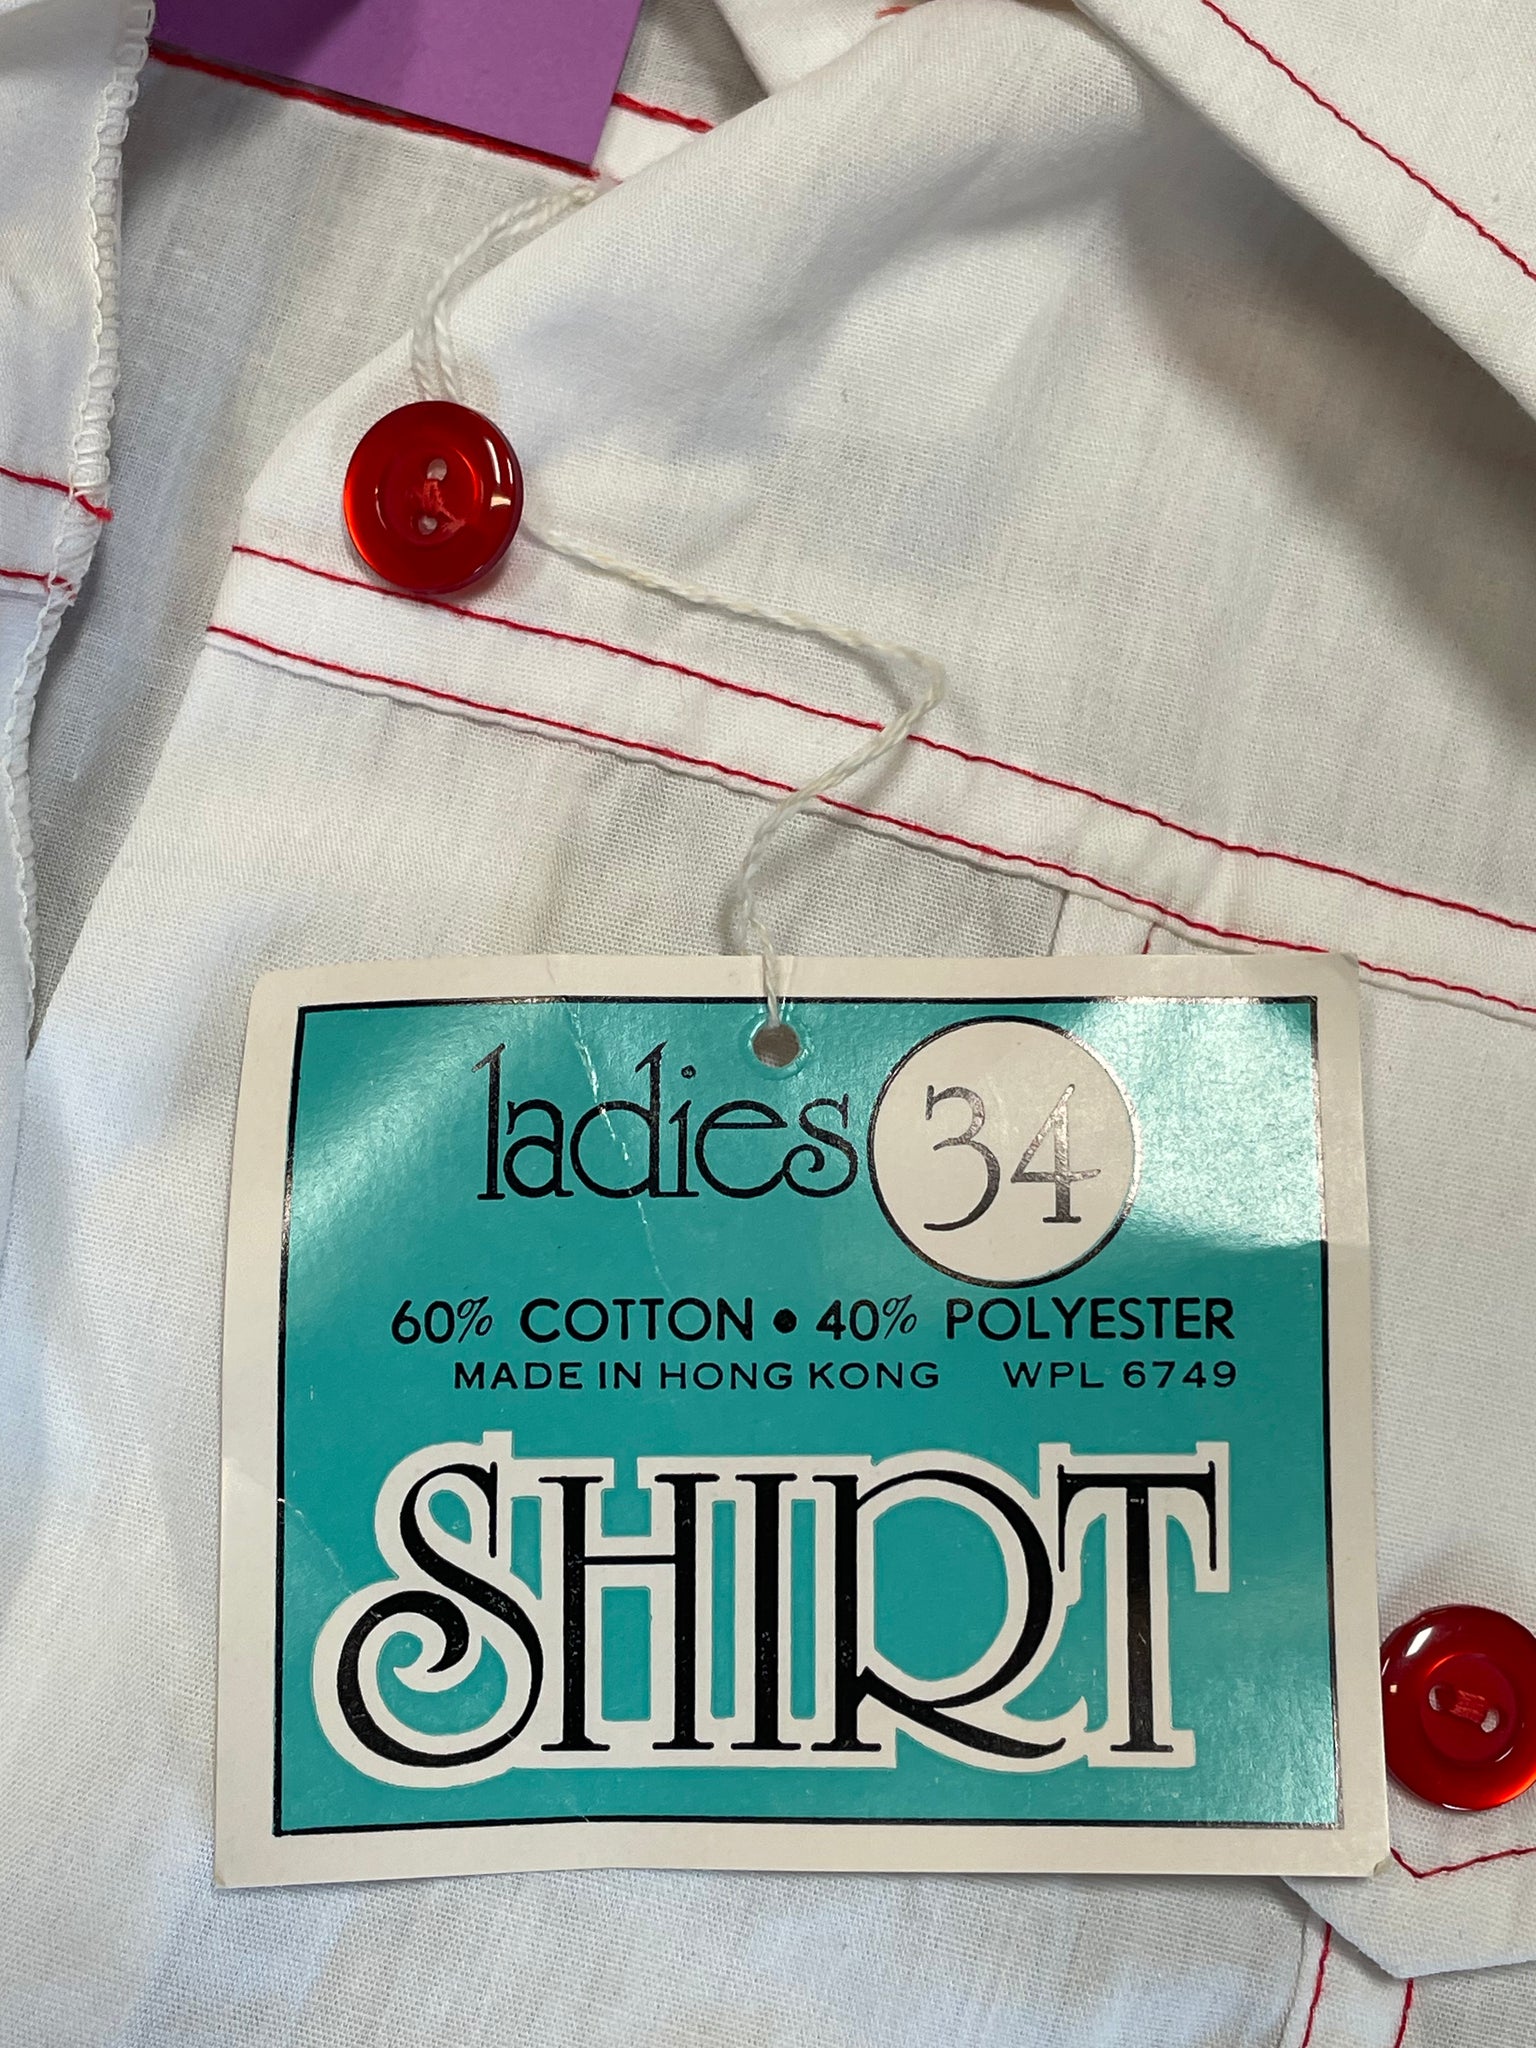 ladies 34
60% COTTON • 40% POLYESTER
MADE IN HONG KONG WPL 6749
SHIRT